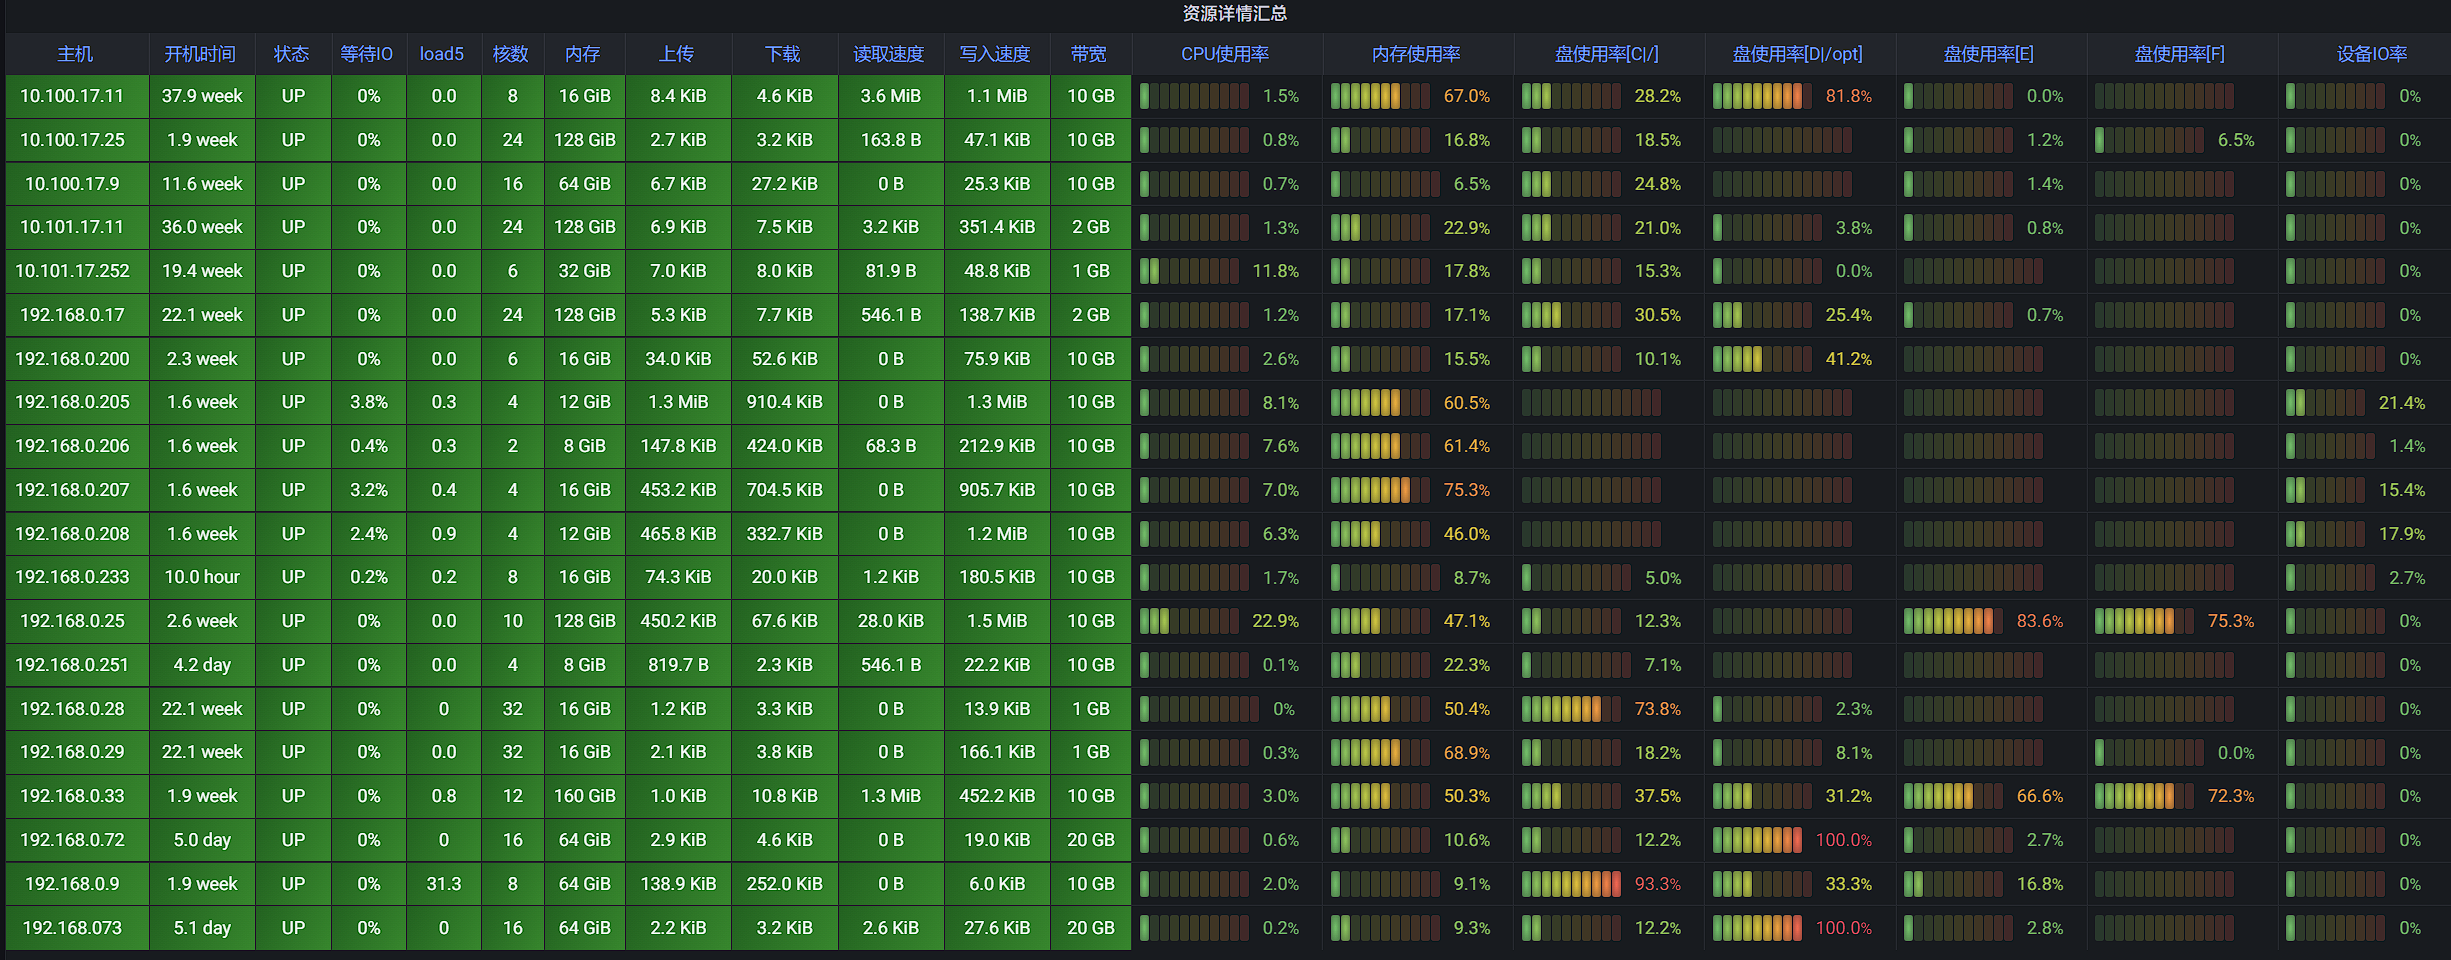 资源详情汇总
主机 开机时间 状态 等待IO load5 核数 内存 上传 下载 读取速度 写入速度 带宽 CPU使用率 内存使用率 盘使用率[C|/] 盘使用率[D|/opt] 盘使用率[E] 盘使用率[F] 设备IO率
10.100.17.11 37.9 week UP 0% 0.0 8 16 GiB 8.4 KiB 4.6 KiB 3.6 MiB 1.1 MiB 10 GB 1.5% 67.0% 28.2% 81.8% 0.0% 0%
10.100.17.25 1.9 week UP 0% 0.0 24 128 GiB 2.7 KiB 3.2 KiB 163.8 B 47.1 KiB 10 GB 0.8% 16.8% 18.5% 1.2% 6.5% 0%
10.100.17.9 11.6 week UP 0% 0.0 16 64 GiB 6.7 KiB 27.2 KiB 0 B 25.3 KiB 10 GB 0.7% 6.5% 24.8% 1.4% 0%
10.101.17.11 36.0 week UP 0% 0.0 24 128 GiB 6.9 KiB 7.5 KiB 3.2 KiB 351.4 KiB 2 GB 1.3% 22.9% 21.0% 3.8% 0.8% 0%
10.101.17.252 19.4 week UP 0% 0.0 6 32 GiB 7.0 KiB 8.0 KiB 81.9 B 48.8 KiB 1 GB 11.8% 17.8% 15.3% 0.0% 0%
192.168.0.17 22.1 week UP 0% 0.0 24 128 GiB 5.3 KiB 7.7 KiB 546.1 B 138.7 KiB 2 GB 1.2% 17.1% 30.5% 25.4% 0.7% 0%
192.168.0.200 2.3 week UP 0% 0.0 6 16 GiB 34.0 KiB 52.6 KiB 0 B 75.9 KiB 10 GB 2.6% 15.5% 10.1% 41.2% 0%
192.168.0.205 1.6 week UP 3.8% 0.3 4 12 GiB 1.3 MiB 910.4 KiB 0 B 1.3 MiB 10 GB 8.1% 60.5% 21.4%
192.168.0.206 1.6 week UP 0.4% 0.3 2 8 GiB 147.8 KiB 424.0 KiB 68.3 B 212.9 KiB 10 GB 7.6% 61.4% 1.4%
192.168.0.207 1.6 week UP 3.2% 0.4 4 16 GiB 453.2 KiB 704.5 KiB 0 B 905.7 KiB 10 GB 7.0% 75.3% 15.4%
192.168.0.208 1.6 week UP 2.4% 0.9 4 12 GiB 465.8 KiB 332.7 KiB 0 B 1.2 MiB 10 GB 6.3% 46.0% 17.9%
192.168.0.233 10.0 hour UP 0.2% 0.2 8 16 GiB 74.3 KiB 20.0 KiB 1.2 KiB 180.5 KiB 10 GB 1.7% 8.7% 5.0% 2.7%
192.168.0.25 2.6 week UP 0% 0.0 10 128 GiB 450.2 KiB 67.6 KiB 28.0 KiB 1.5 MiB 10 GB 22.9% 47.1% 12.3% 83.6% 75.3% 0%
192.168.0.251 4.2 day UP 0% 0.0 4 8 GiB 819.7 B 2.3 KiB 546.1 B 22.2 KiB 10 GB 0.1% 22.3% 7.1% 0%
192.168.0.28 22.1 week UP 0% 0 32 16 GiB 1.2 KiB 3.3 KiB 0 B 13.9 KiB 1 GB 0% 50.4% 73.8% 2.3% 0%
192.168.0.29 22.1 week UP 0% 0.0 32 16 GiB 2.1 KiB 3.8 KiB 0 B 166.1 KiB 1 GB 0.3% 68.9% 18.2% 8.1% 0.0% 0%
192.168.0.33 1.9 week UP 0% 0.8 12 160 GiB 1.0 KiB 10.8 KiB 1.3 MiB 452.2 KiB 10 GB 3.0% 50.3% 37.5% 31.2% 66.6% 72.3% 0%
192.168.0.72 5.0 day UP 0% 0 16 64 GiB 2.9 KiB 4.6 KiB 0 B 19.0 KiB 20 GB 0.6% 10.6% 12.2% 100.0% 2.7% 0%
192.168.0.9 1.9 week UP 0% 31.3 8 64 GiB 138.9 KiB 252.0 KiB 0 B 6.0 KiB 10 GB 2.0% 9.1% 93.3% 33.3% 16.8% 0%
192.168.073 5.1 day UP 0% 0 16 64 GiB 2.2 KiB 3.2 KiB 2.6 KiB 27.6 KiB 20 GB 0.2% 9.3% 12.2% 100.0% 2.8% 0%